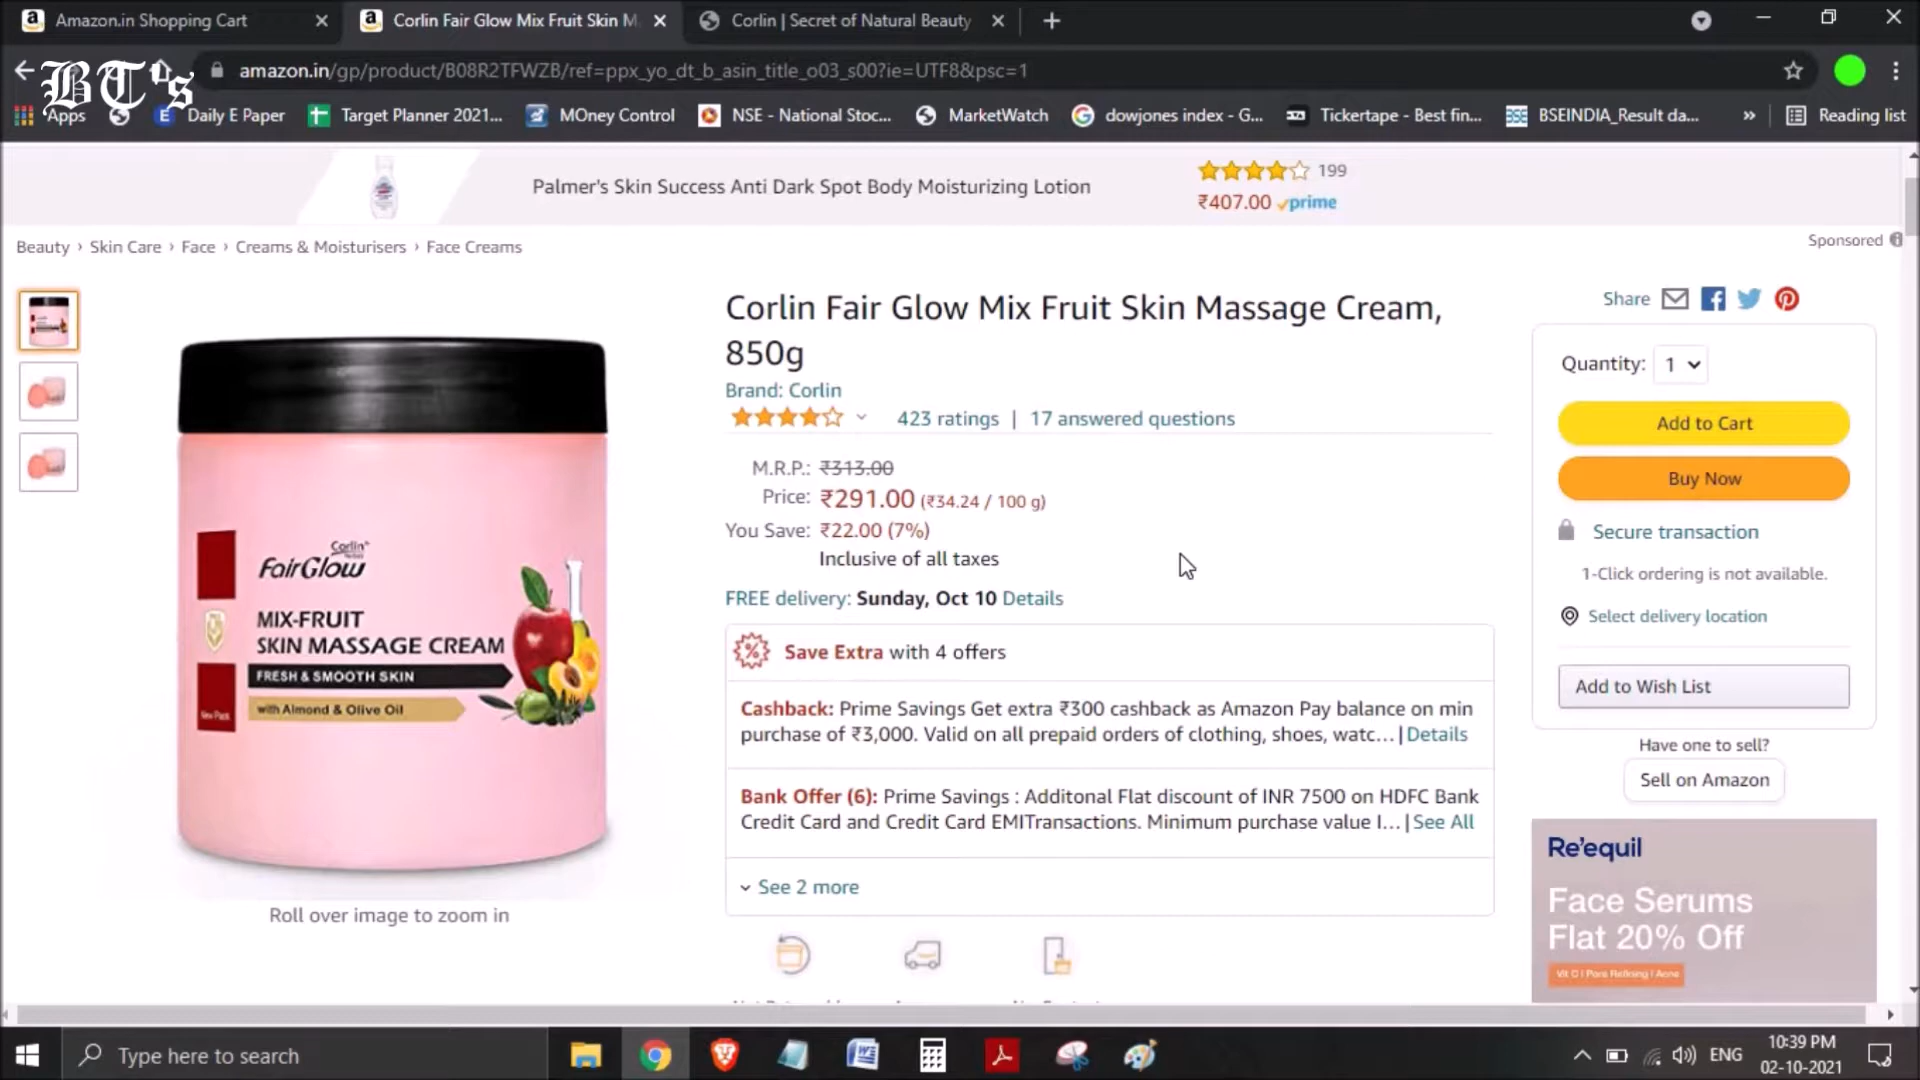 Amazon.in Shopping Cart
Corlin Fair Glow Mix Fruit Skin M
Corlin | Secret of Natural Beauty
BT's
amazon.in/gp/product/B08R2TFWZB/ref=ppx_yo_dt_b_asin_title_o03_s00?ie=UTF8&psc=1
Apps
Daily E Paper
Target Planner 2021...
MOney Control
NSE - National Stoc...
MarketWatch
dowjones index - G...
Tickertape - Best fin...
BSEINDIA_Result da...
»
Reading list
Palmer's Skin Success Anti Dark Spot Body Moisturizing Lotion
199
₹407.00 prime
Beauty › Skin Care › Face › Creams & Moisturisers › Face Creams
Sponsored
Corlin Fair Glow Mix Fruit Skin Massage Cream,
850g
Brand: Corlin
423 ratings | 17 answered questions
M.R.P.: ₹313.00
Price: ₹291.00 (₹34.24 / 100 g)
You Save: ₹22.00 (7%)
Inclusive of all taxes
FREE delivery: Sunday, Oct 10 Details
Save Extra with 4 offers
Cashback: Prime Savings Get extra ₹300 cashback as Amazon Pay balance on min
purchase of ₹3,000. Valid on all prepaid orders of clothing, shoes, watc... | Details
Bank Offer (6): Prime Savings : Additonal Flat discount of INR 7500 on HDFC Bank
Credit Card and Credit Card EMITransactions. Minimum purchase value I... | See All
See 2 more
Corlin
FairGlow
MIX-FRUIT
SKIN MASSAGE CREAM
FRESH & SMOOTH SKIN
with Almond & Olive Oil
New Pack
Roll over image to zoom in
Share
Quantity: 1
Add to Cart
Buy Now
Secure transaction
1-Click ordering is not available.
Select delivery location
Add to Wish List
Have one to sell?
Sell on Amazon
Re'equil
Face Serums
Flat 20% Off
Vit C | Pore Refining | Acne
Type here to search
ENG
10:39 PM
02-10-2021